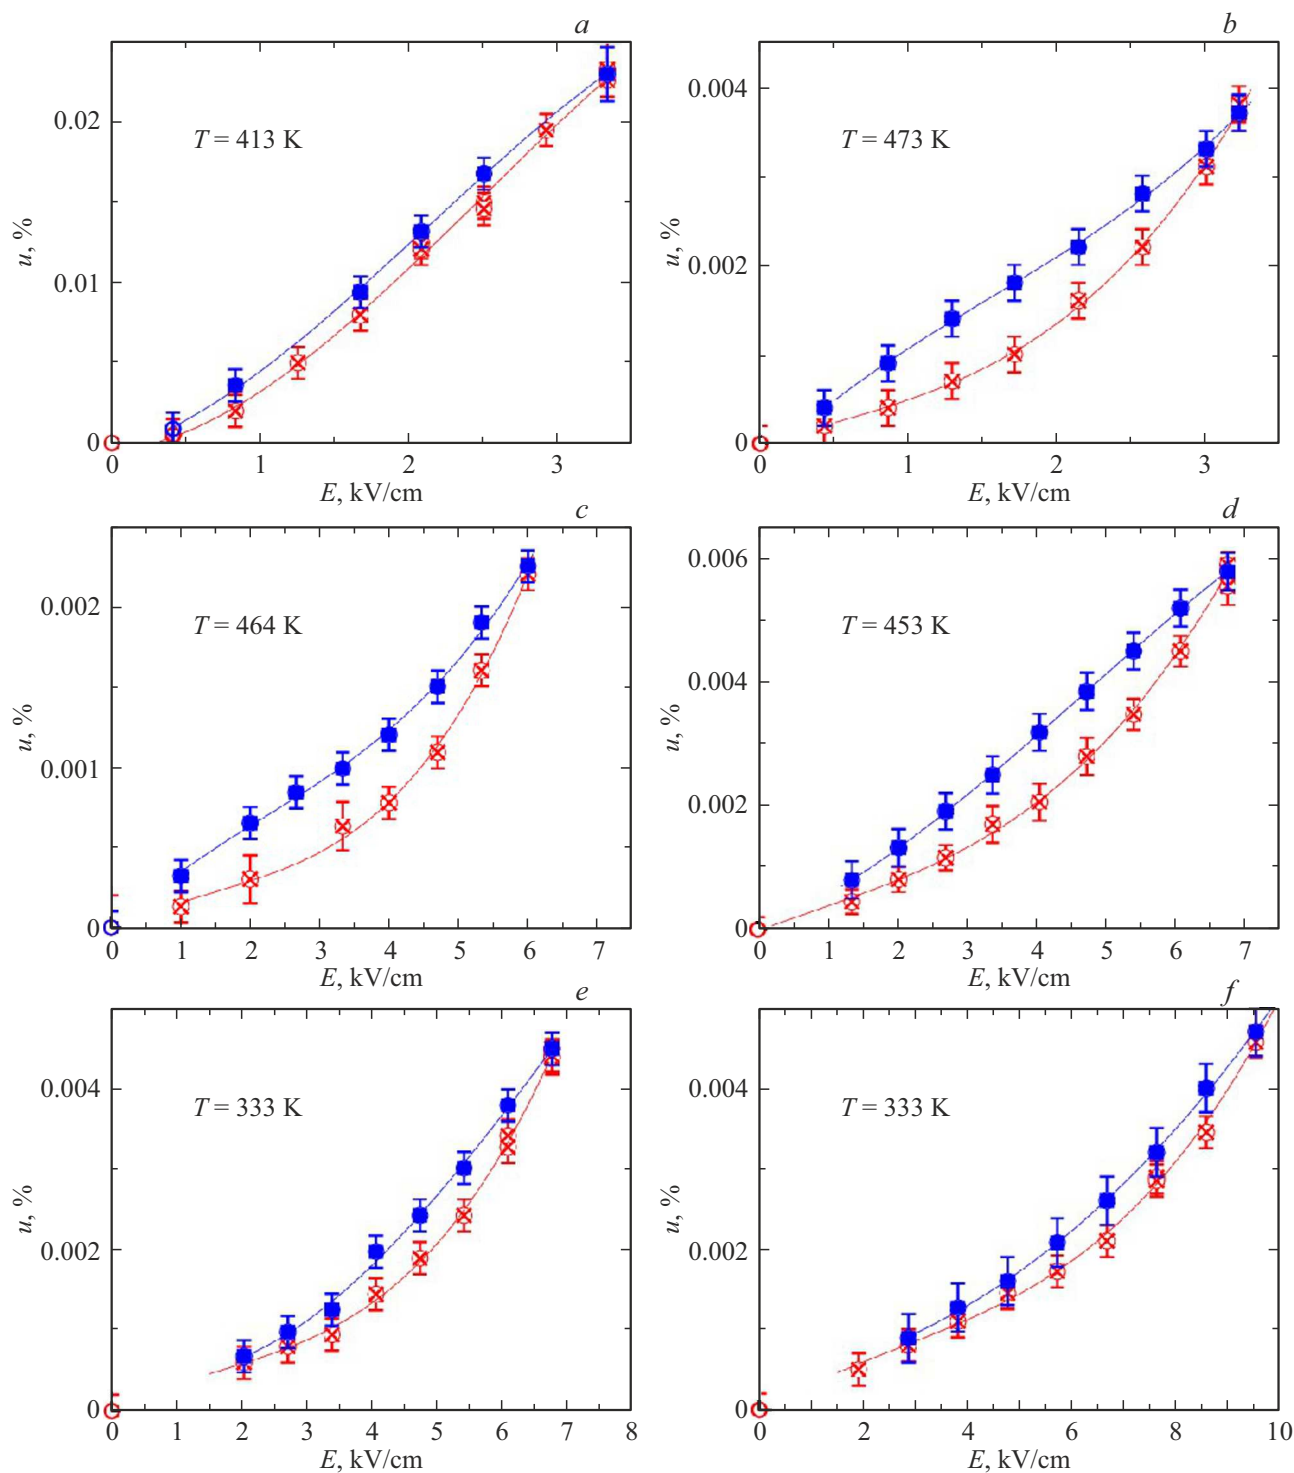 a
0.02
0.01
0
u, %
T = 413 K
1 2 3
E, kV/cm
b
0.004
0.002
0
u, %
T = 473 K
0 1 2 3
E, kV/cm
c
0.002
0.001
0
u, %
T = 464 K
0 1 2 3 4 5 6 7
E, kV/cm
d
0.006
0.004
0.002
0
u, %
T = 453 K
0 1 2 3 4 5 6 7
E, kV/cm
e
0.004
0.002
0
u, %
T = 333 K
0 1 2 3 4 5 6 7 8
E, kV/cm
f
0.004
0.002
0
u, %
T = 333 K
0 2 4 6 8 10
E, kV/cm